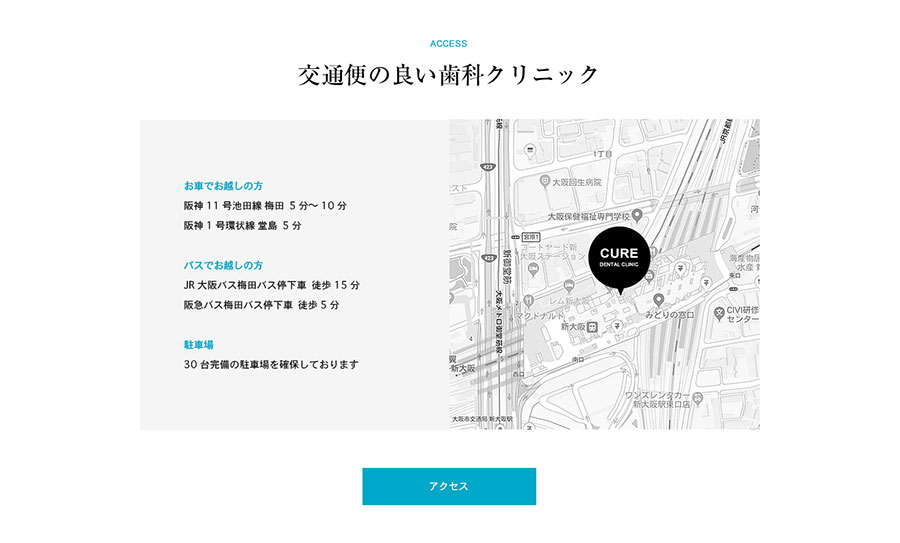 ACCESS
交通便の良い歯科クリニック
お車でお越しの方
阪神 11 号池田線 梅田 5 分〜 10 分
阪神 1 号環状線 堂島 5 分
バスでお越しの方
JR 大阪バス梅田バス停下車 徒歩 15 分
阪急バス梅田バス停下車 徒歩 5 分
駐車場
30 台完備の駐車場を確保しております
1丁目
423
大阪回生病院
大阪保健福祉専門学校
宮原1
コートヤード新
大阪ステーション
新御堂筋
423
CURE
DENTAL CLINIC
海産物居
水産 新
東口
レム新大阪
マクドナルド
みどりの窓口
CIVI研修
センター
新大阪
大阪メトロ御堂筋線
南口
西口
新大阪
ワンズレンタカー
新大阪駅東口店
大阪市交通局 新大阪駅
アクセス